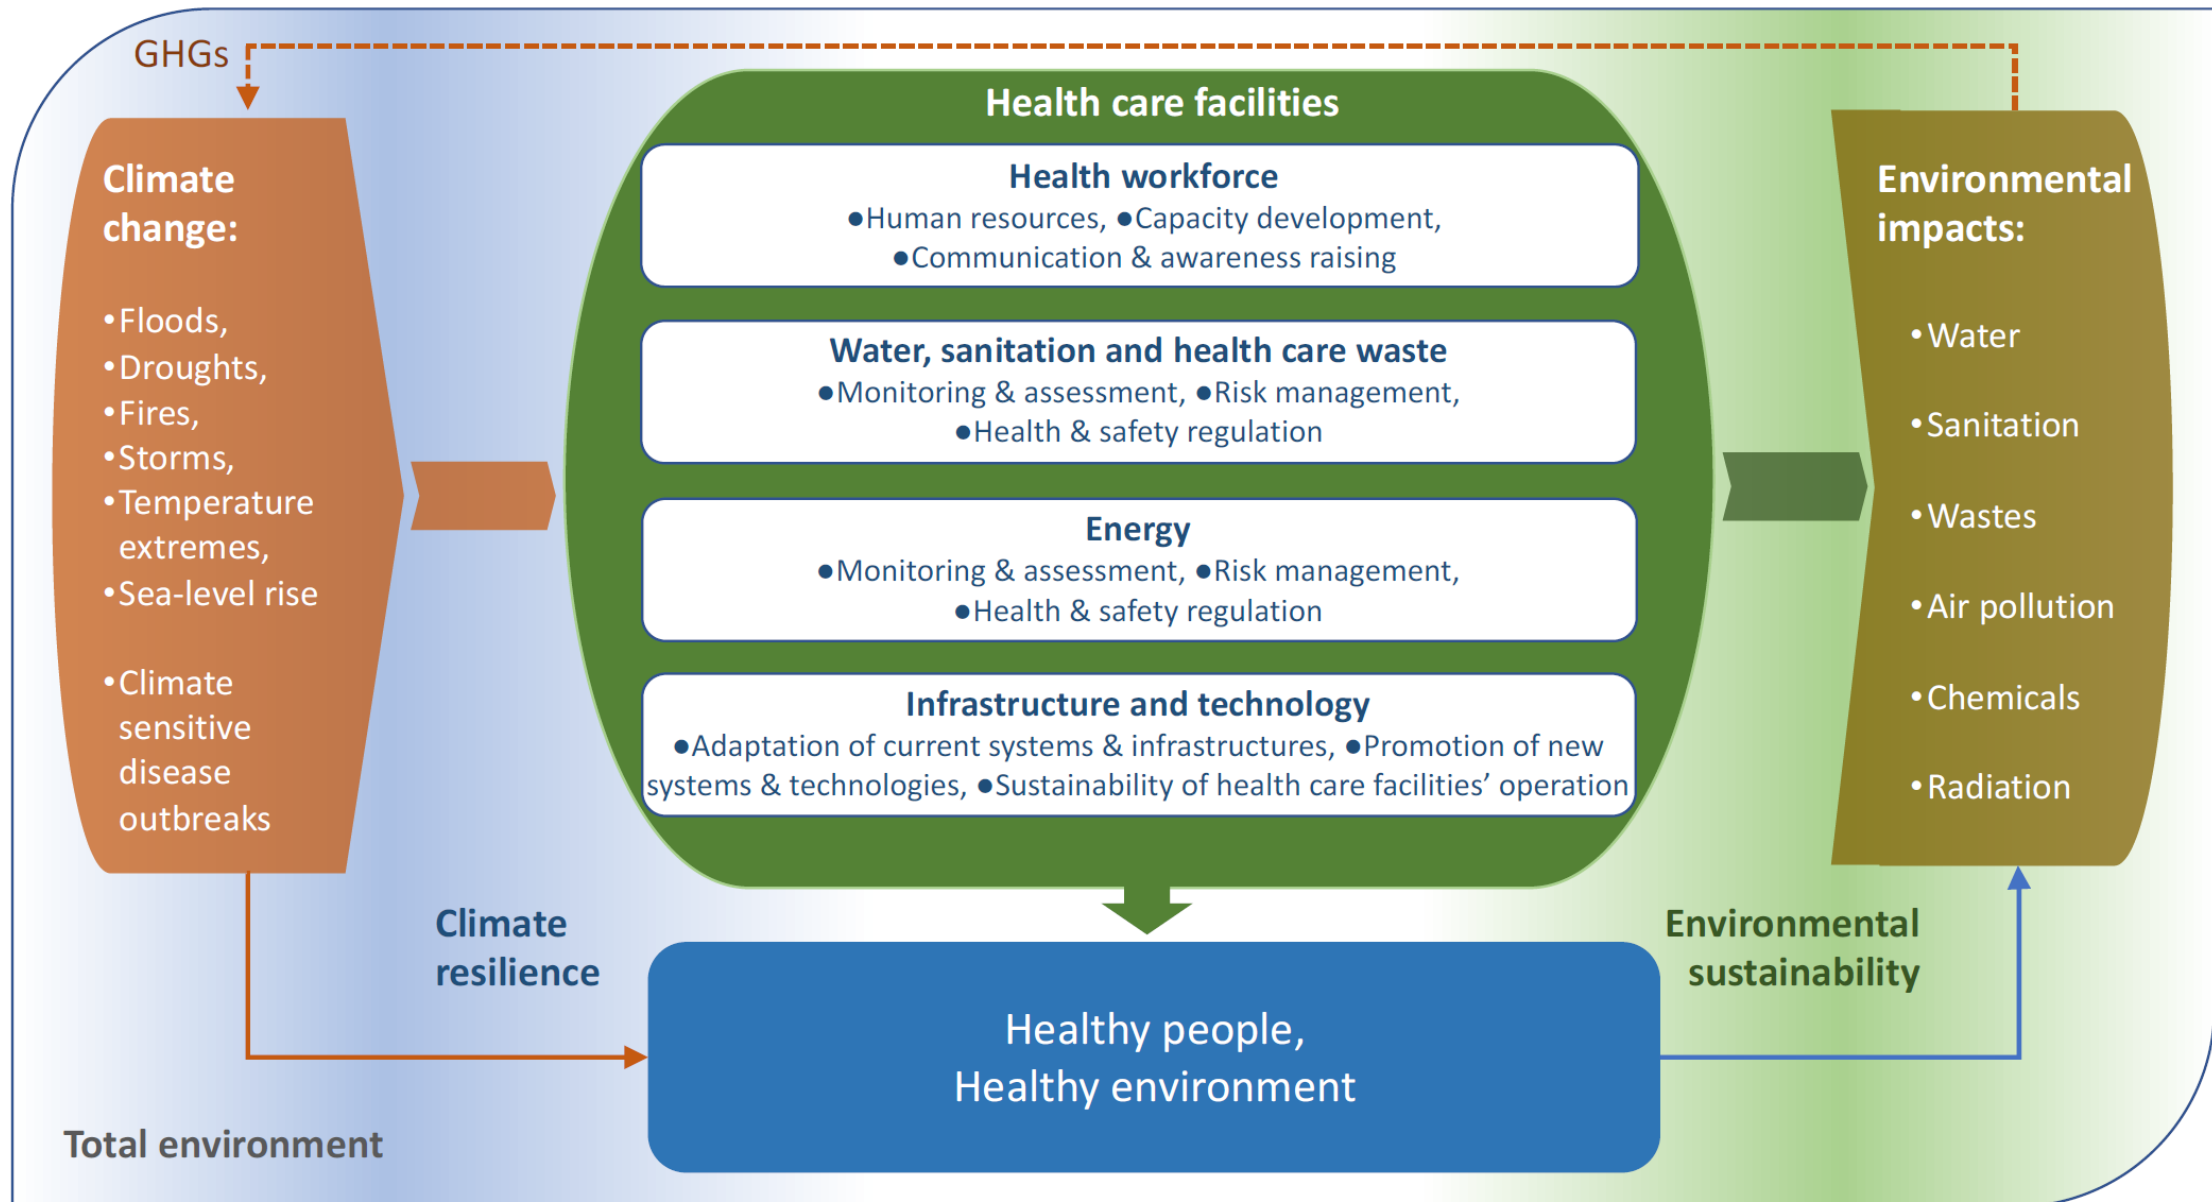 GHGs
Climate
change:
•Floods,
•Droughts,
•Fires,
•Storms,
•Temperature
extremes,
•Sea-level rise
•Climate
sensitive
disease
outbreaks
Health care facilities
Health workforce
●Human resources, ●Capacity development,
●Communication & awareness raising
Water, sanitation and health care waste
●Monitoring & assessment, ●Risk management,
●Health & safety regulation
Energy
●Monitoring & assessment, ●Risk management,
●Health & safety regulation
Infrastructure and technology
●Adaptation of current systems & infrastructures, ●Promotion of new
systems & technologies, ●Sustainability of health care facilities’ operation
Environmental
impacts:
•Water
•Sanitation
•Wastes
•Air pollution
•Chemicals
•Radiation
Climate
resilience
Environmental
sustainability
Healthy people,
Healthy environment
Total environment